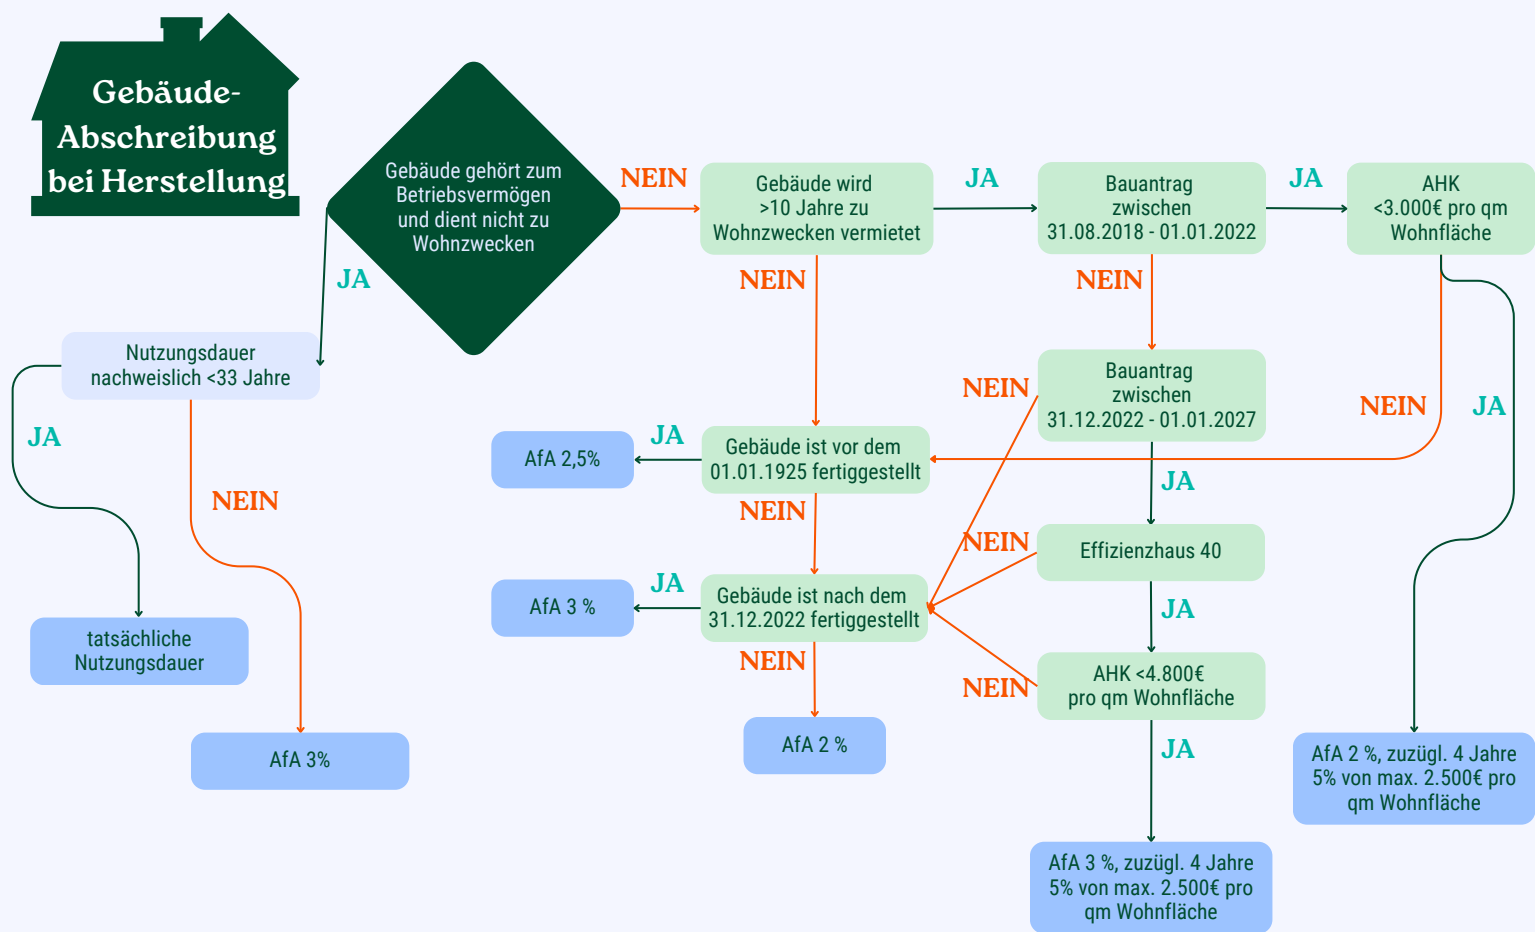 Gebäude-
Abschreibung
bei Herstellung
Gebäude gehört zum
Betriebsvermögen
und dient nicht zu
Wohnzwecken
NEIN
Gebäude wird
>10 Jahre zu
Wohnzwecken vermietet
JA
Bauantrag
zwischen
31.08.2018 - 01.01.2022
JA
AHK
<3.000€ pro qm
Wohnfläche
JA
NEIN
NEIN
Nutzungsdauer
nachweislich <33 Jahre
NEIN
Bauantrag
zwischen
31.12.2022 - 01.01.2027
NEIN
JA
JA
NEIN
AfA 2,5%
JA
Gebäude ist vor dem
01.01.1925 fertiggestellt
NEIN
JA
NEIN
Effizienzhaus 40
AfA 3 %
JA
Gebäude ist nach dem
31.12.2022 fertiggestellt
JA
tatsächliche
Nutzungsdauer
NEIN
NEIN
AHK <4.800€
pro qm Wohnfläche
AfA 3%
AfA 2 %
JA
AfA 2 %, zuzügl. 4 Jahre
5% von max. 2.500€ pro
qm Wohnfläche
AfA 3 %, zuzügl. 4 Jahre
5% von max. 2.500€ pro
qm Wohnfläche